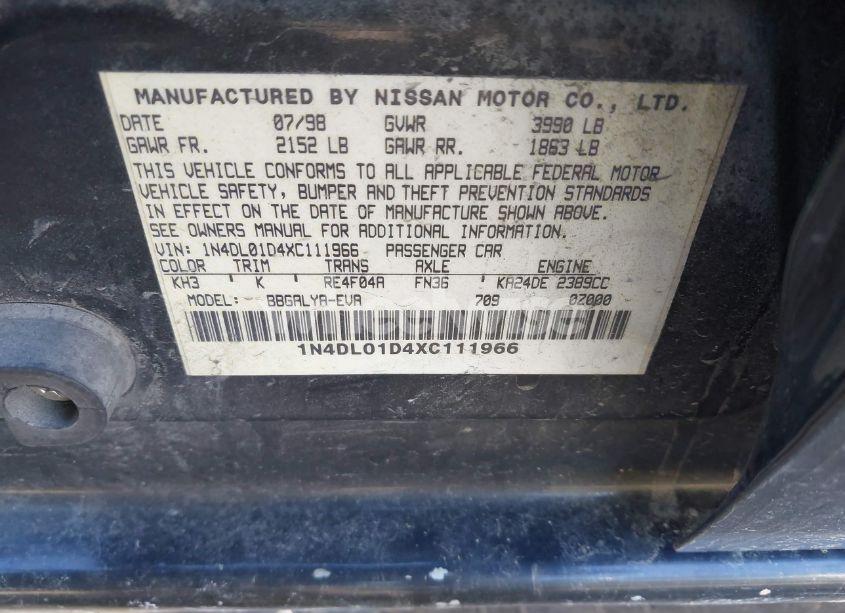 MANUFACTURED BY NISSAN MOTOR CO., LTD.
DATE 07/98 GVWR 3990 LB
GAWR FR. 2152 LB GAWR RR. 1863 LB
THIS VEHICLE CONFORMS TO ALL APPLICABLE FEDERAL MOTOR
VEHICLE SAFETY, BUMPER AND THEFT PREVENTION STANDARDS
IN EFFECT ON THE DATE OF MANUFACTURE SHOWN ABOVE.
SEE OWNERS MANUAL FOR ADDITIONAL INFORMATION.
VIN: 1N4DL01D4XC111966 PASSENGER CAR
COLOR TRIM TRANS AXLE ENGINE
KH3 K RE4F04A FN36 KA24DE 2389CC
MODEL: BBGALYA-EVA 709 0Z000
1N4DL01D4XC111966